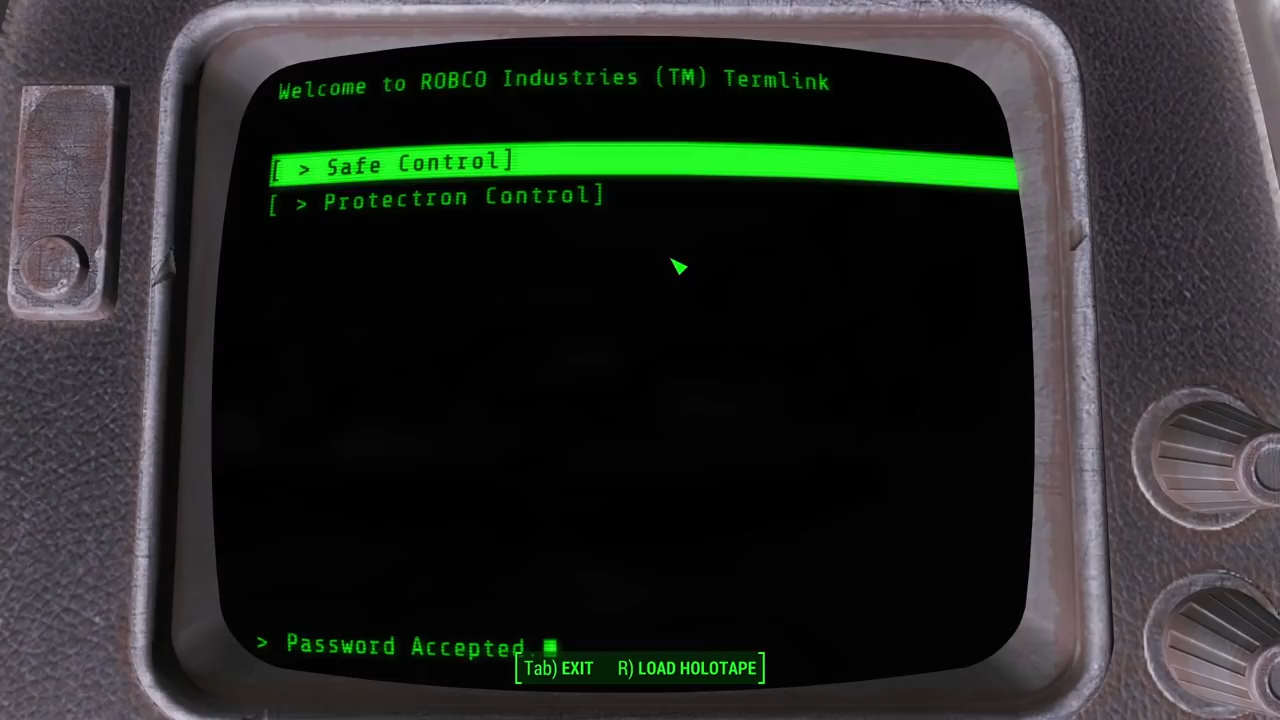 Welcome to ROBCO Industries (TM) Termlink
[ > Safe Control]
[ > Protectron Control]
> Password Accepted.
Tab) EXIT R) LOAD HOLOTAPE